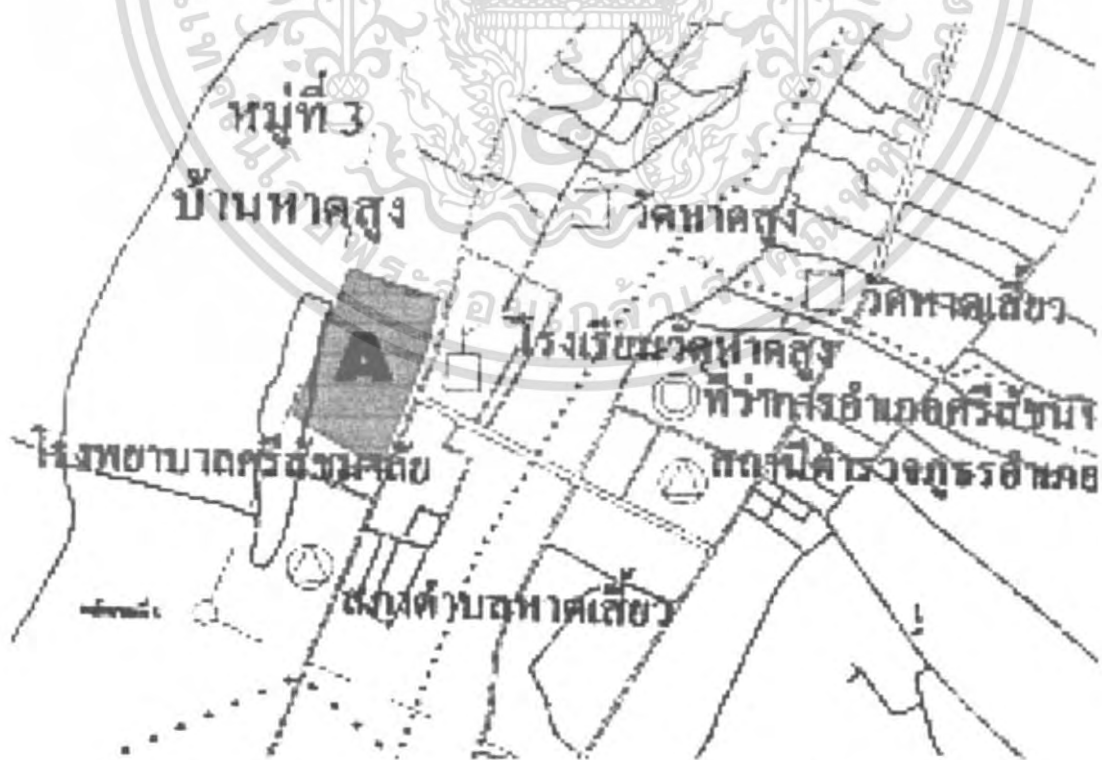 หมู่ที่ 3
บ้านหาดสูง
วัดหาดสูง
วัดหาดเสี้ยว
โรงเรียนวัดหาดสูง
A
ที่ว่าการอำเภอศรีสัชนา
โรงพยาบาลศรีสัชนาลัย
สถานีตำรวจภูธรอำเภอ
สภาตำบลหาดเสี้ยว